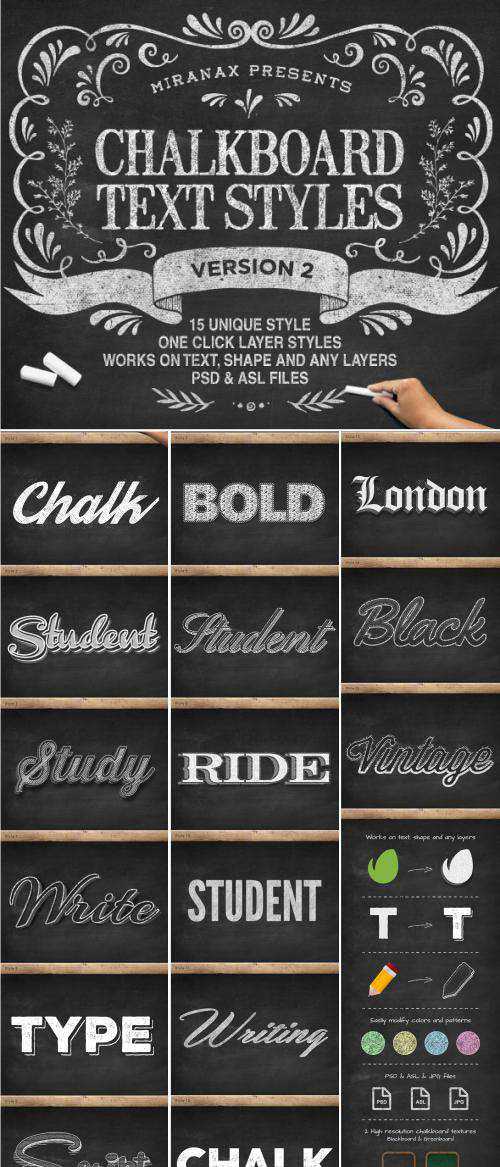 MIRANAX PRESENTS
CHALKBOARD
TEXT STYLES
VERSION 2
15 UNIQUE STYLE
ONE CLICK LAYER STYLES
WORKS ON TEXT, SHAPE AND ANY LAYERS
PSD & ASL FILES
Chalk
Student
Study
Write
TYPE
Script
BOLD
Student
RIDE
STUDENT
Writing
CHALK
London
Black
Vintage
Works on text, shape and any layers
T
T
Easily modify colors and patterns
PSD & ASL & JPG files
PSD
ASL
JPG
2 High resolution chalkboard textures
Blackboard & Greenboard